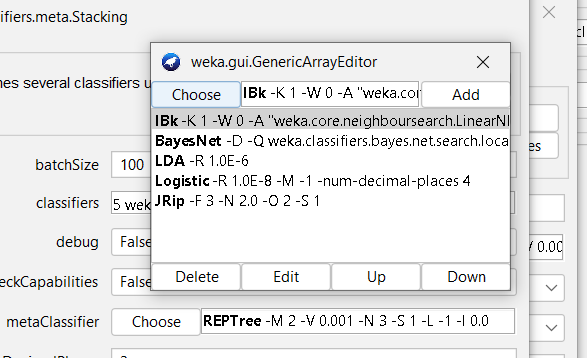 ifiers.meta.Stacking
nes several classifiers u
weka.gui.GenericArrayEditor
Choose IBk -K 1 -W 0 -A "weka.cor Add
IBk -K 1 -W 0 -A "weka.core.neighboursearch.LinearNI
BayesNet -D -Q weka.classifiers.bayes.net.search.loca
LDA -R 1.0E-6
Logistic -R 1.0E-8 -M -1 -num-decimal-places 4
JRip -F 3 -N 2.0 -O 2 -S 1
Delete Edit Up Down
es
batchSize 100
classifiers 5 wek
debug False
V 0.00
eckCapabilities False
metaClassifier Choose REPTree -M 2 -V 0.001 -N 3 -S 1 -L -1 -I 0.0